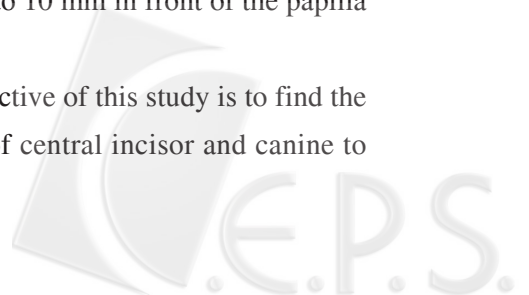 to 10 mm in front of the papilla
ctive of this study is to find the
f central incisor and canine to
C.E.P.S.